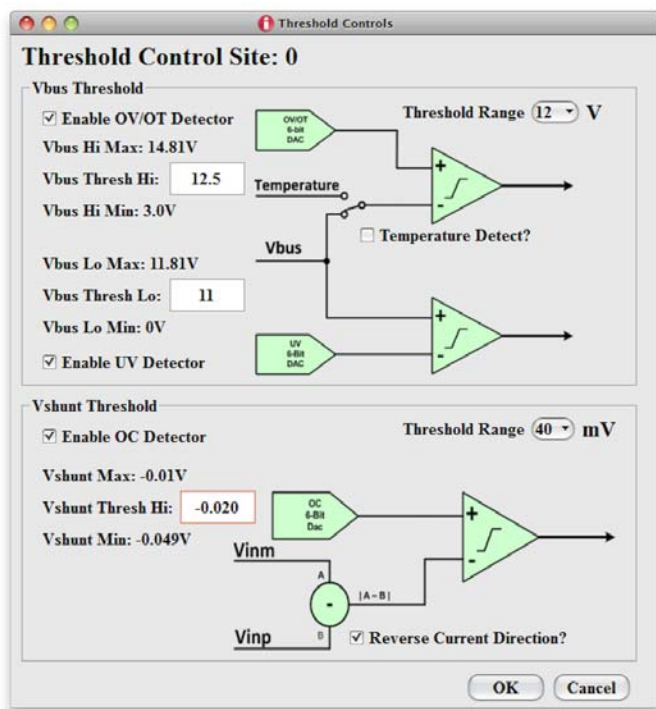 Threshold Controls
Threshold Control Site: 0
Vbus Threshold
Enable OV/OT Detector
Threshold Range 12 V
OV/OT
6-bit
DAC
Vbus Hi Max: 14.81V
Vbus Thresh Hi: 12.5
Vbus Hi Min: 3.0V
Temperature
+
-
Temperature Detect?
Vbus
Vbus Lo Max: 11.81V
Vbus Thresh Lo: 11
Vbus Lo Min: 0V
Enable UV Detector
UV
6-Bit
DAC
+
-
Vshunt Threshold
Enable OC Detector
Threshold Range 40 mV
Vshunt Max: -0.01V
Vshunt Thresh Hi: -0.020
Vshunt Min: -0.049V
OC
6-Bit
Dac
+
-
Vinm
A
-
|A-B|
B
Vinp
Reverse Current Direction?
OK Cancel